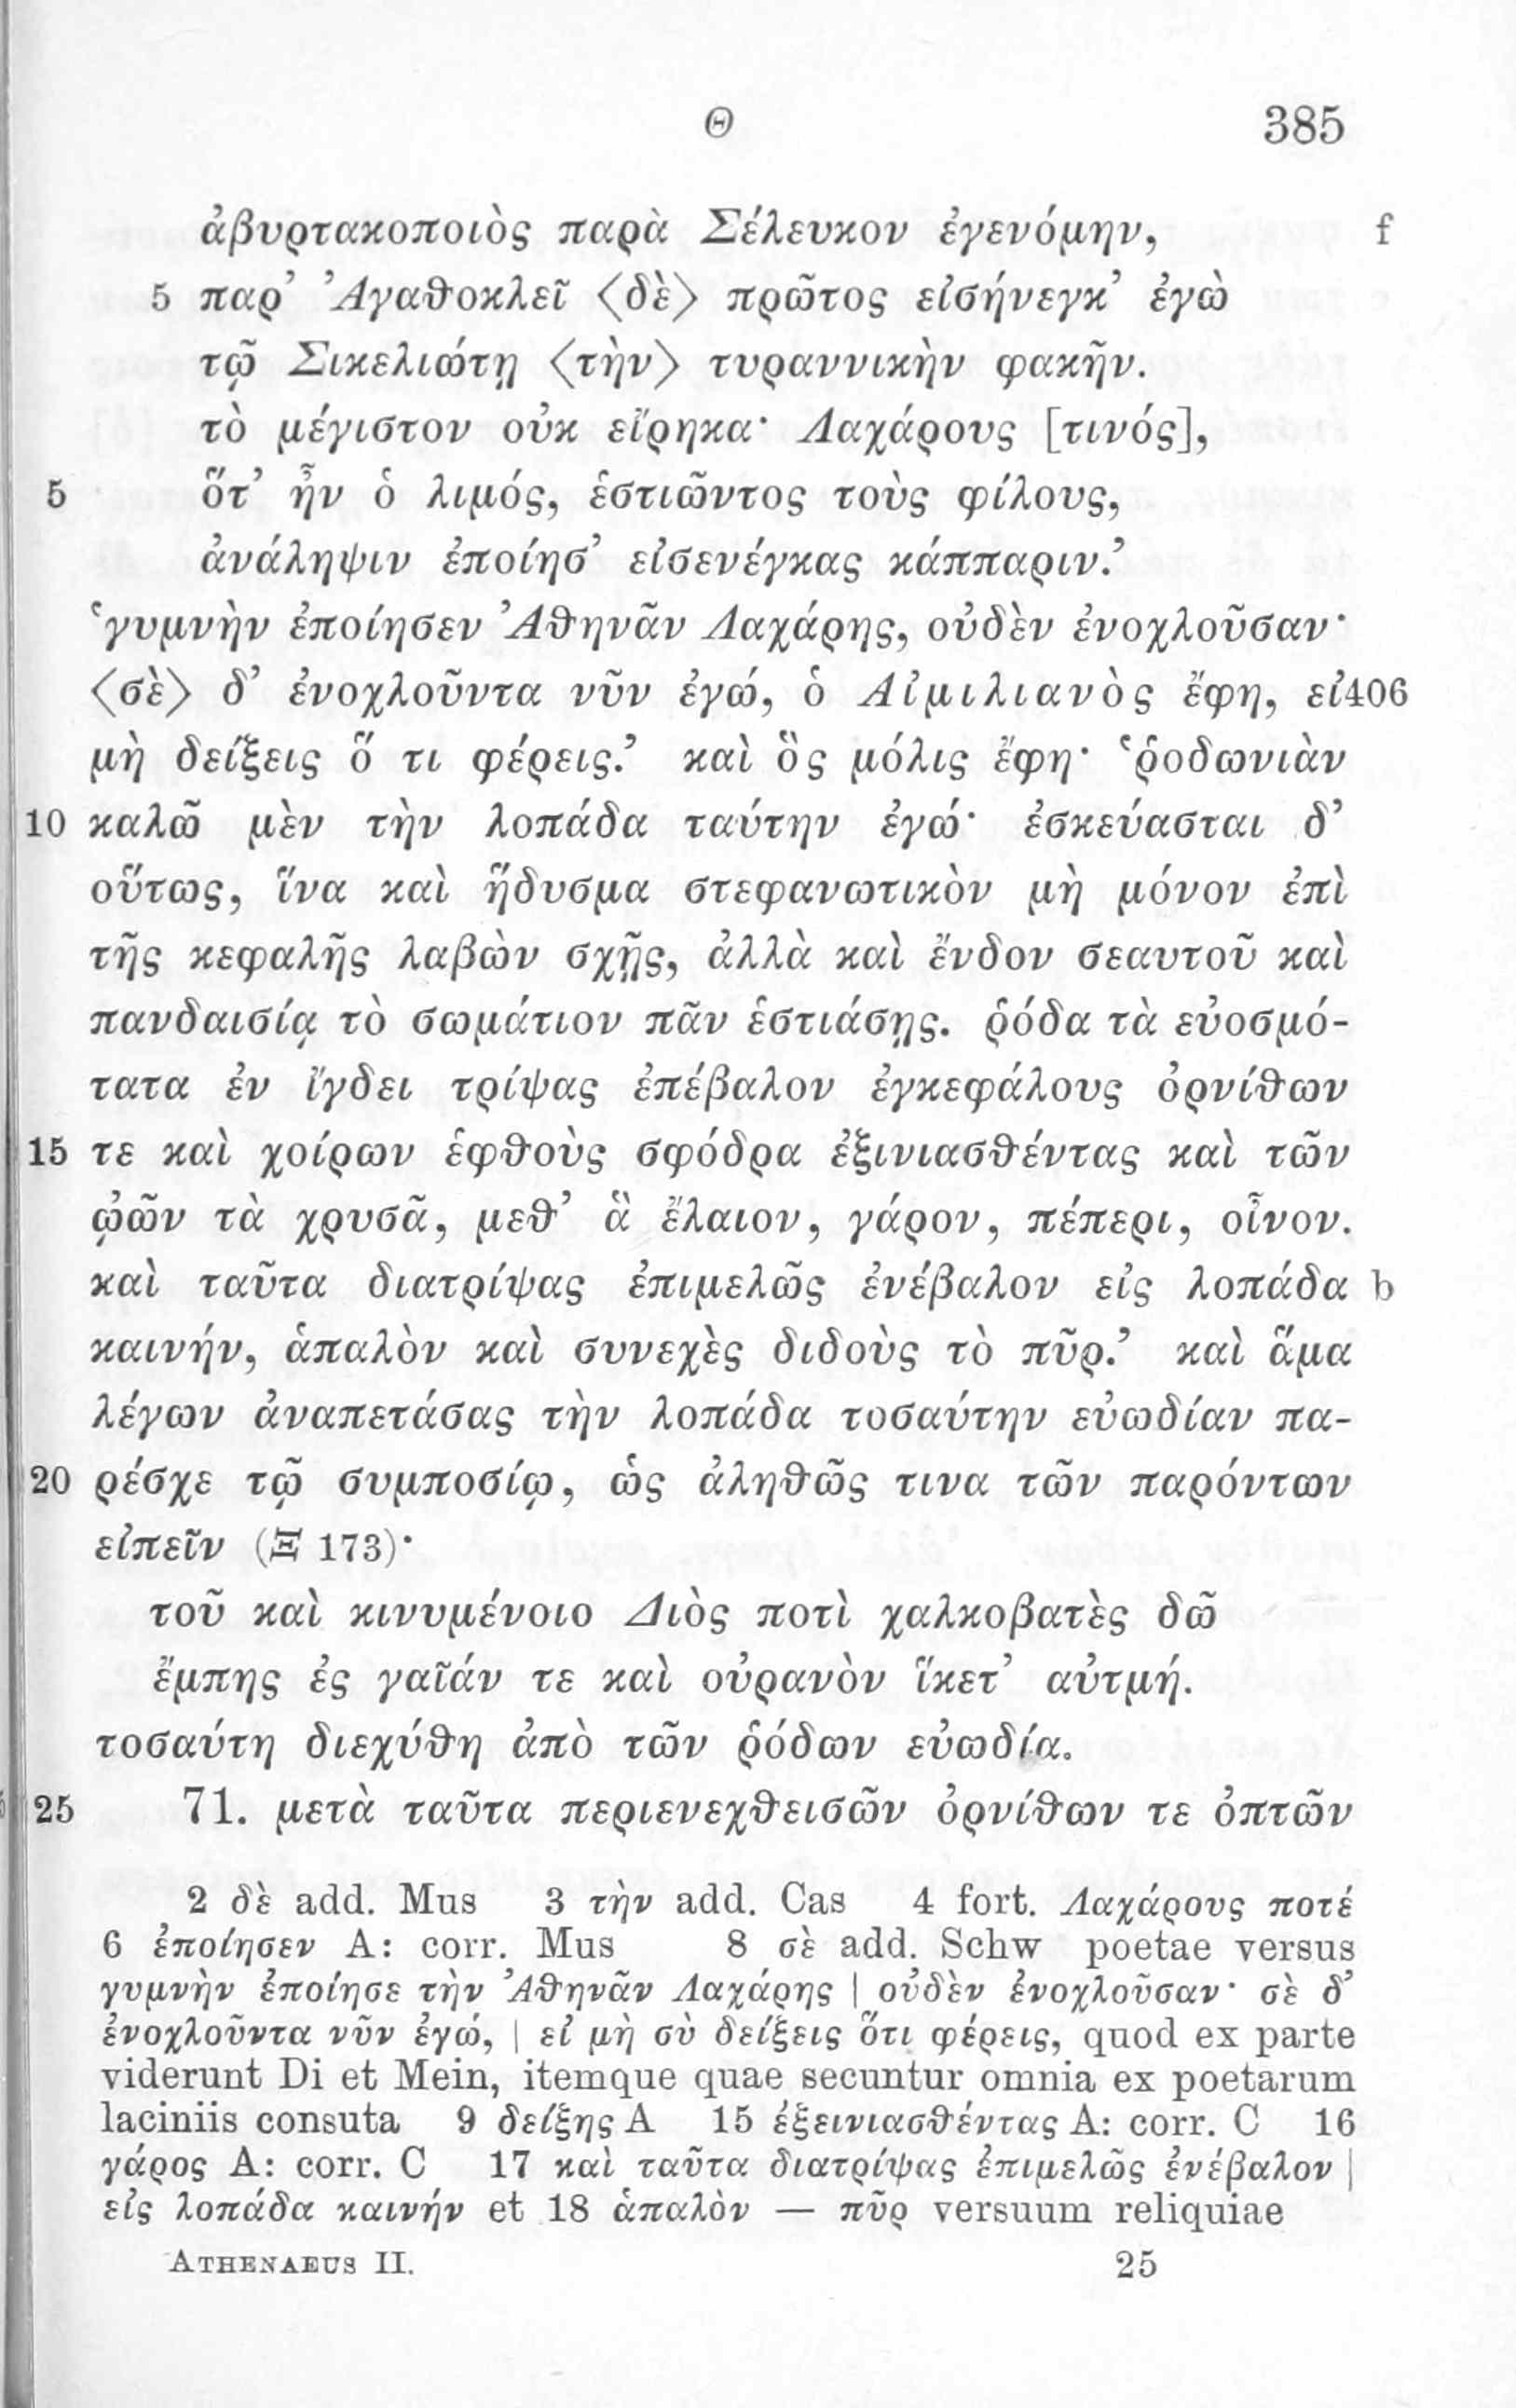 Θ 385
ἀβυρτακοποιὸς παρὰ Σέλευκον ἐγενόμην, f
5 παρ’ Ἀγαθοκλεῖ 〈δὲ〉 πρῶτος εἰσήνεγκ’ ἐγὼ
τῷ Σικελιώτῃ 〈τὴν〉 τυραννικὴν φακῆν.
τὸ μέγιστον οὐκ εἴρηκα· Λαχάρους [τινός],
5 ὅτ’ ἦν ὁ λιμός, ἑστιῶντος τοὺς φίλους,
ἀνάληψιν ἐποίησ’ εἰσενέγκας κάππαριν.’
‘γυμνὴν ἐποίησεν Ἀθηνᾶν Λαχάρης, οὐδὲν ἐνοχλοῦσαν·
〈σὲ〉 δ’ ἐνοχλοῦντα νῦν ἐγώ, ὁ Αἰμιλιανὸς ἔφη, εἰ 406
μὴ δείξεις ὅ τι φέρεις.’ καὶ ὃς μόλις ἔφη· ‘ῥοδωνιὰν
10 καλῶ μὲν τὴν λοπάδα ταύτην ἐγώ· ἐσκεύασται δ’
οὕτως, ἵνα καὶ ἥδυσμα στεφανωτικὸν μὴ μόνον ἐπὶ
τῆς κεφαλῆς λαβὼν σχῇς, ἀλλὰ καὶ ἔνδον σεαυτοῦ καὶ
πανδαισίᾳ τὸ σωμάτιον πᾶν ἑστιάσῃς. ῥόδα τὰ εὐοσμό-
τατα ἐν ἴγδει τρίψας ἐπέβαλον ἐγκεφάλους ὀρνίθων
15 τε καὶ χοίρων ἑφθοὺς σφόδρα ἐξινιασθέντας καὶ τῶν
ᾠῶν τὰ χρυσᾶ, μεθ’ ἃ ἔλαιον, γάρον, πέπερι, οἶνον.
καὶ ταῦτα διατρίψας ἐπιμελῶς ἐνέβαλον εἰς λοπάδα b
καινήν, ἁπαλὸν καὶ συνεχὲς διδοὺς τὸ πῦρ.’ καὶ ἅμα
λέγων ἀναπετάσας τὴν λοπάδα τοσαύτην εὐωδίαν πα-
20 ρέσχε τῷ συμποσίῳ, ὡς ἀληθῶς τινα τῶν παρόντων
εἰπεῖν (Ξ 173)·
τοῦ καὶ κινυμένοιο Διὸς ποτὶ χαλκοβατὲς δῶ
ἔμπης ἐς γαῖάν τε καὶ οὐρανὸν ἵκετ’ αὐτμή.
τοσαύτη διεχύθη ἀπὸ τῶν ῥόδων εὐωδία.
25 71. μετὰ ταῦτα περιενεχθεισῶν ὀρνίθων τε ὀπτῶν
2 δὲ add. Mus 3 τὴν add. Cas 4 fort. Λαχάρους ποτέ
6 ἐποίησεν A: corr. Mus 8 σὲ add. Schw poetae versus
γυμνὴν ἐποίησε τὴν Ἀθηνᾶν Λαχάρης | οὐδὲν ἐνοχλοῦσαν· σὲ δ’
ἐνοχλοῦντα νῦν ἐγώ, | εἰ μὴ σὺ δείξεις ὅτι φέρεις, quod ex parte
viderunt Di et Mein, itemque quae secuntur omnia ex poetarum
laciniis consuta 9 δείξης A 15 ἐξεινιασθέντας A: corr. C 16
γάρος A: corr. C 17 καὶ ταῦτα διατρίψας ἐπιμελῶς ἐνέβαλον |
εἰς λοπάδα καινήν et 18 ἁπαλὸν — πῦρ versuum reliquiae
ATHENAEUS II. 25